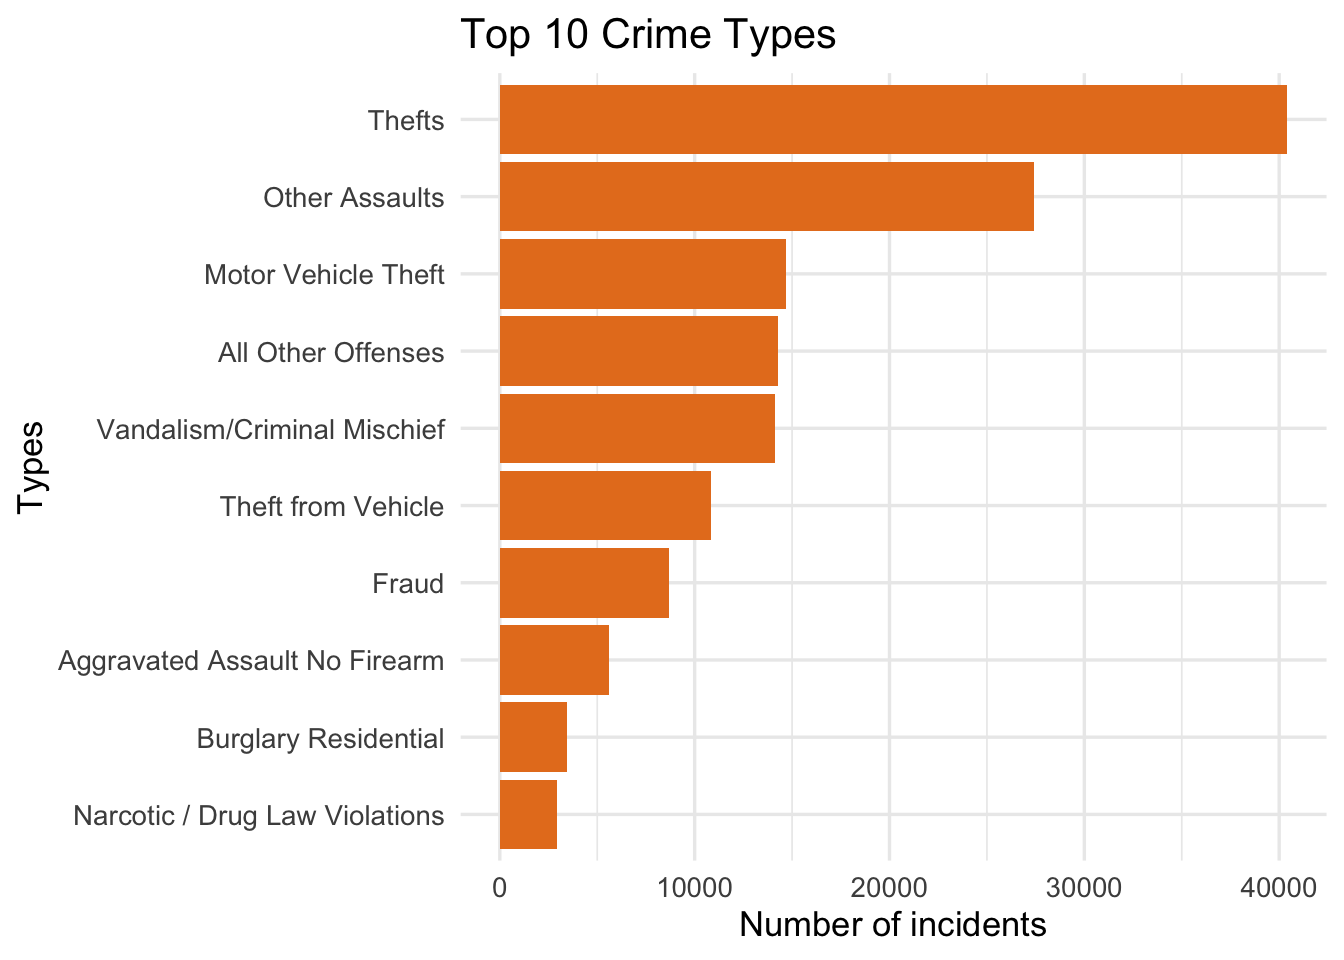 Top 10 Crime Types
Types
Thefts
Other Assaults
Motor Vehicle Theft
All Other Offenses
Vandalism/Criminal Mischief
Theft from Vehicle
Fraud
Aggravated Assault No Firearm
Burglary Residential
Narcotic / Drug Law Violations
0 10000 20000 30000 40000
Number of incidents